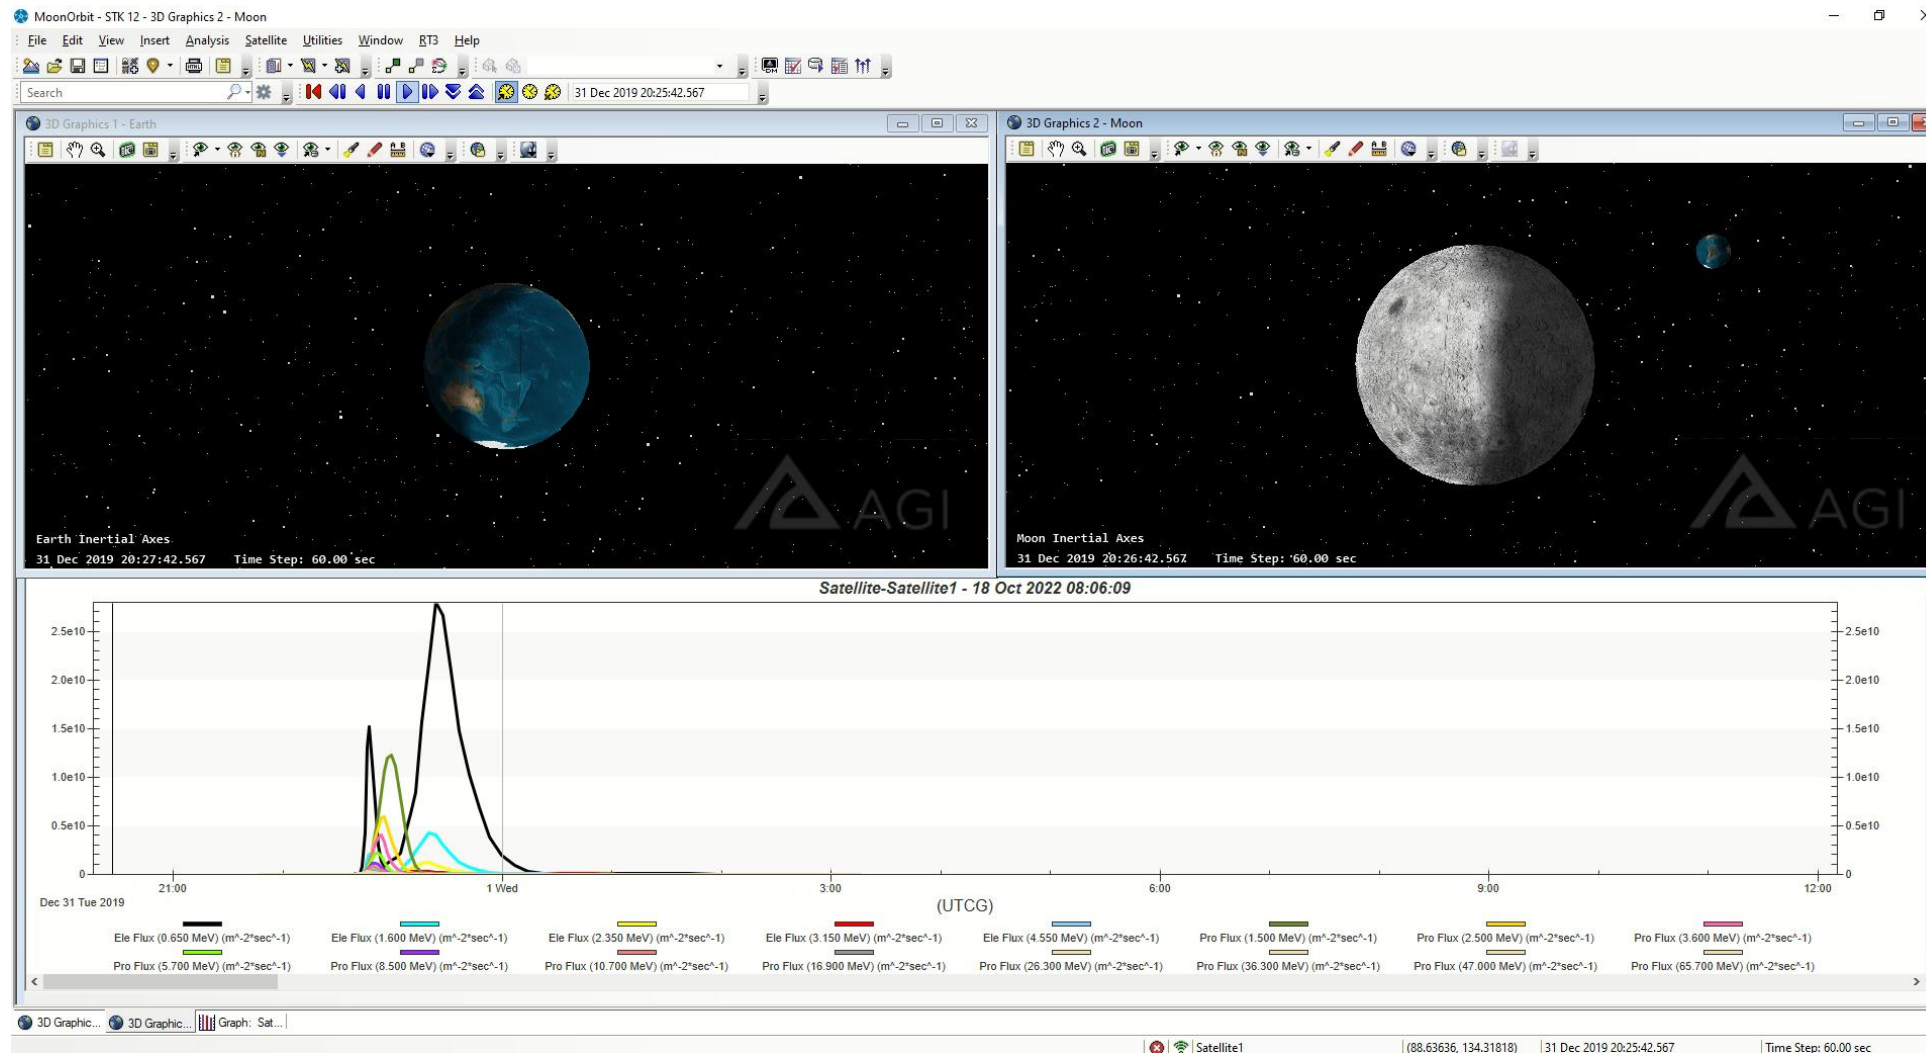 MoonOrbit - STK 12 - 3D Graphics 2 - Moon
File Edit View Insert Analysis Satellite Utilities Window RT3 Help
Search 31 Dec 2019 20:25:42.567
3D Graphics 1 - Earth
3D Graphics 2 - Moon
AGI
Earth Inertial Axes
31 Dec 2019 20:27:42.567 Time Step: 60.00 sec
AGI
Moon Inertial Axes
31 Dec 2019 20:26:42.567 Time Step: 60.00 sec
Satellite-Satellite1 - 18 Oct 2022 08:06:09
2.5e10 2.5e10
2.0e10 2.0e10
1.5e10 1.5e10
1.0e10 1.0e10
0.5e10 0.5e10
0 0
21:00 1 Wed 3:00 6:00 9:00 12:00
Dec 31 Tue 2019
(UTCG)
Ele Flux (0.650 MeV) (m^-2*sec^-1) Ele Flux (1.600 MeV) (m^-2*sec^-1) Ele Flux (2.350 MeV) (m^-2*sec^-1) Ele Flux (3.150 MeV) (m^-2*sec^-1) Ele Flux (4.550 MeV) (m^-2*sec^-1) Pro Flux (1.500 MeV) (m^-2*sec^-1) Pro Flux (2.500 MeV) (m^-2*sec^-1) Pro Flux (3.600 MeV) (m^-2*sec^-1)
Pro Flux (5.700 MeV) (m^-2*sec^-1) Pro Flux (8.500 MeV) (m^-2*sec^-1) Pro Flux (10.700 MeV) (m^-2*sec^-1) Pro Flux (16.900 MeV) (m^-2*sec^-1) Pro Flux (26.300 MeV) (m^-2*sec^-1) Pro Flux (36.300 MeV) (m^-2*sec^-1) Pro Flux (47.000 MeV) (m^-2*sec^-1) Pro Flux (65.700 MeV) (m^-2*sec^-1)
3D Graphic... 3D Graphic... Graph: Sat...
Satellite1 (88.63636, 134.31818) 31 Dec 2019 20:25:42.567 Time Step: 60.00 sec